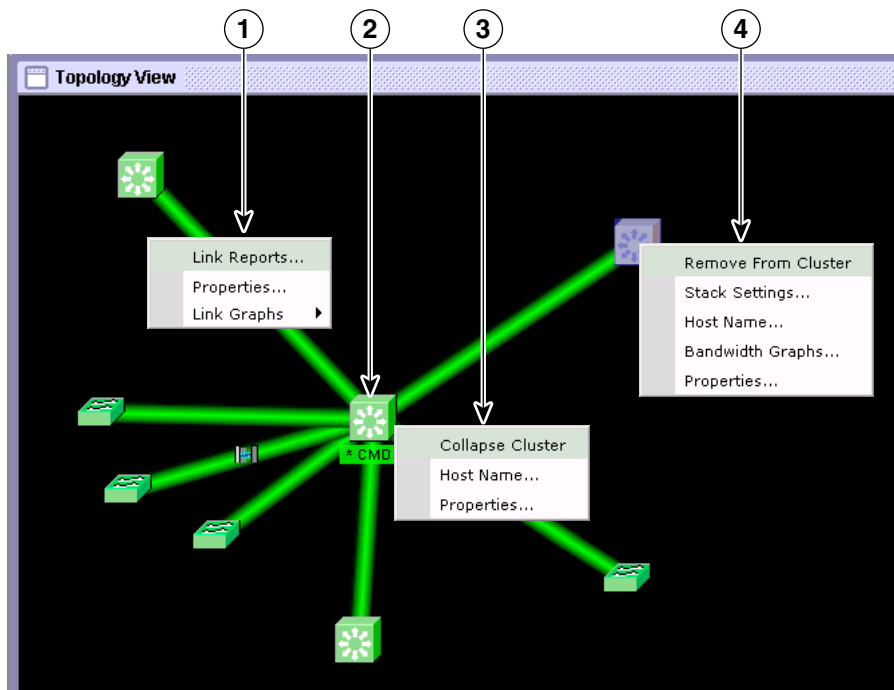 1 2 3 4
Topology View
Link Reports...
Properties...
Link Graphs
Remove From Cluster
Stack Settings...
Host Name...
Bandwidth Graphs...
Properties...
* CMD
Collapse Cluster
Host Name...
Properties...